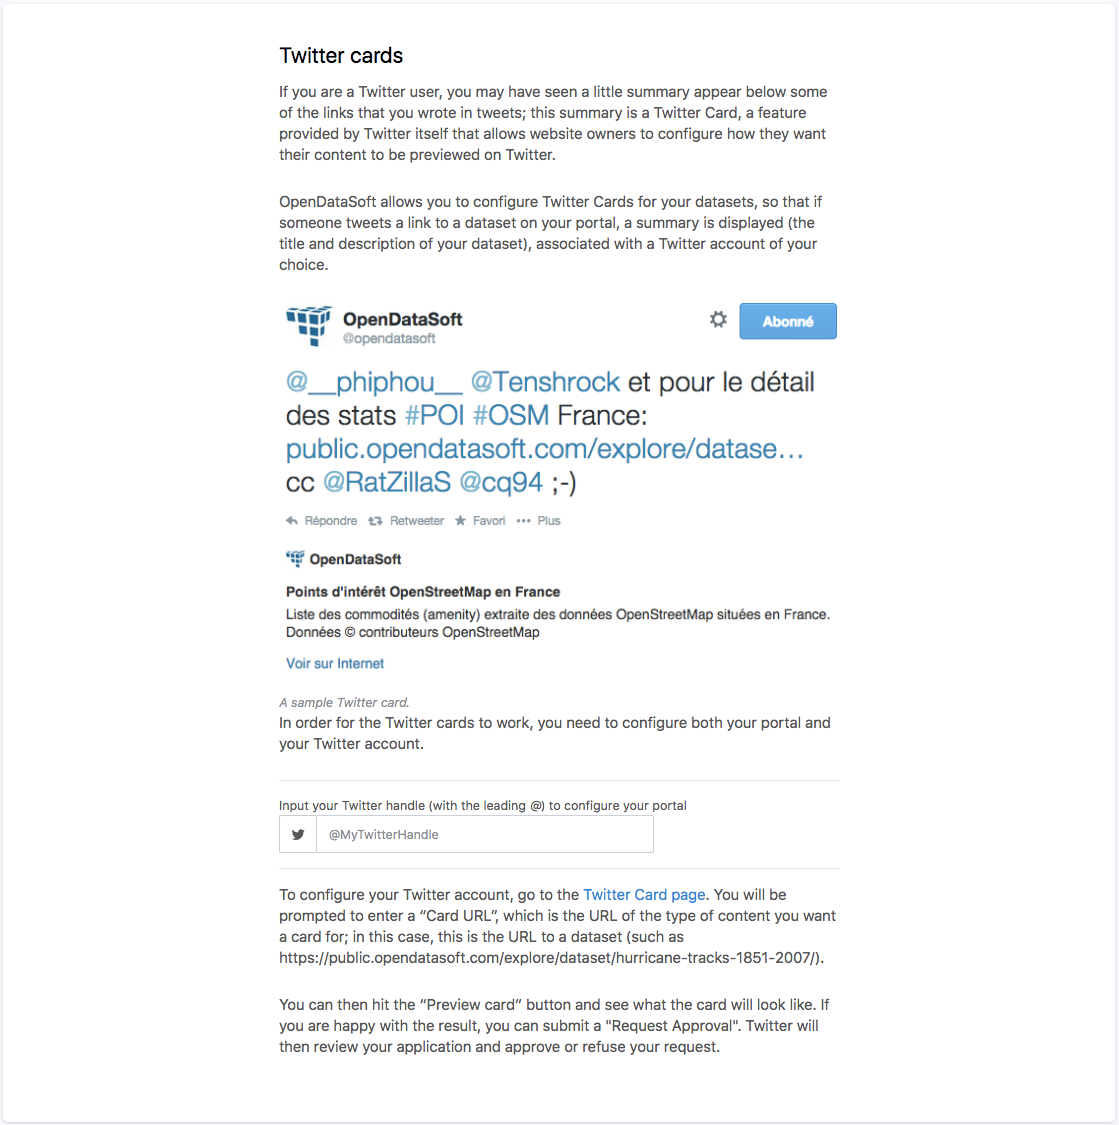 Twitter cards
If you are a Twitter user, you may have seen a little summary appear below some
of the links that you wrote in tweets; this summary is a Twitter Card, a feature
provided by Twitter itself that allows website owners to configure how they want
their content to be previewed on Twitter.
OpenDataSoft allows you to configure Twitter Cards for your datasets, so that if
someone tweets a link to a dataset on your portal, a summary is displayed (the
title and description of your dataset), associated with a Twitter account of your
choice.
OpenDataSoft
@opendatasoft
Abonné
@__phiphou__ @Tenshrock et pour le détail
des stats #POI #OSM France:
public.opendatasoft.com/explore/datase…
cc @RatZillaS @cq94 ;-)
Répondre Retweeter Favori ••• Plus
OpenDataSoft
Points d'intérêt OpenStreetMap en France
Liste des commodités (amenity) extraite des données OpenStreetMap situées en France.
Données © contributeurs OpenStreetMap
Voir sur Internet
A sample Twitter card.
In order for the Twitter cards to work, you need to configure both your portal and
your Twitter account.
Input your Twitter handle (with the leading @) to configure your portal
@MyTwitterHandle
To configure your Twitter account, go to the Twitter Card page. You will be
prompted to enter a “Card URL”, which is the URL of the type of content you want
a card for; in this case, this is the URL to a dataset (such as
https://public.opendatasoft.com/explore/dataset/hurricane-tracks-1851-2007/).
You can then hit the “Preview card” button and see what the card will look like. If
you are happy with the result, you can submit a "Request Approval". Twitter will
then review your application and approve or refuse your request.